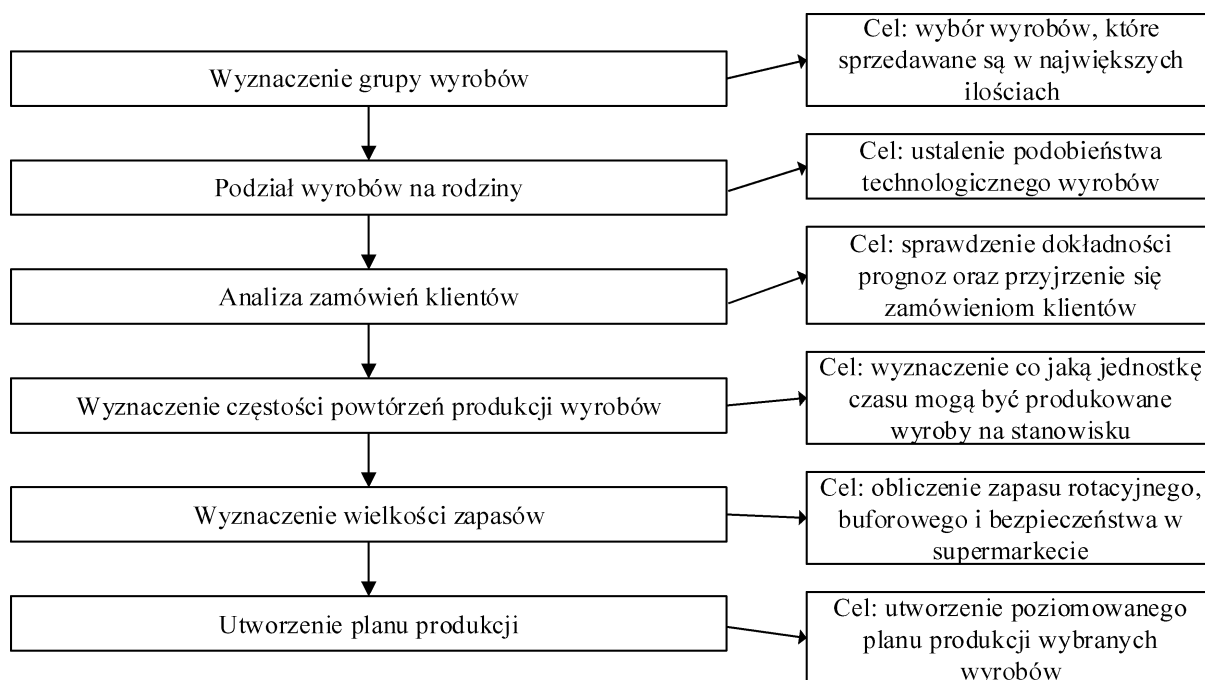 Wyznaczenie grupy wyrobów
Cel: wybór wyrobów, które
sprzedawane są w największych
ilościach
Podział wyrobów na rodziny
Cel: ustalenie podobieństwa
technologicznego wyrobów
Analiza zamówień klientów
Cel: sprawdzenie dokładności
prognoz oraz przyjrzenie się
zamówieniom klientów
Wyznaczenie częstości powtórzeń produkcji wyrobów
Cel: wyznaczenie co jaką jednostkę
czasu mogą być produkowane
wyroby na stanowisku
Wyznaczenie wielkości zapasów
Cel: obliczenie zapasu rotacyjnego,
buforowego i bezpieczeństwa w
supermarkecie
Utworzenie planu produkcji
Cel: utworzenie poziomowanego
planu produkcji wybranych
wyrobów